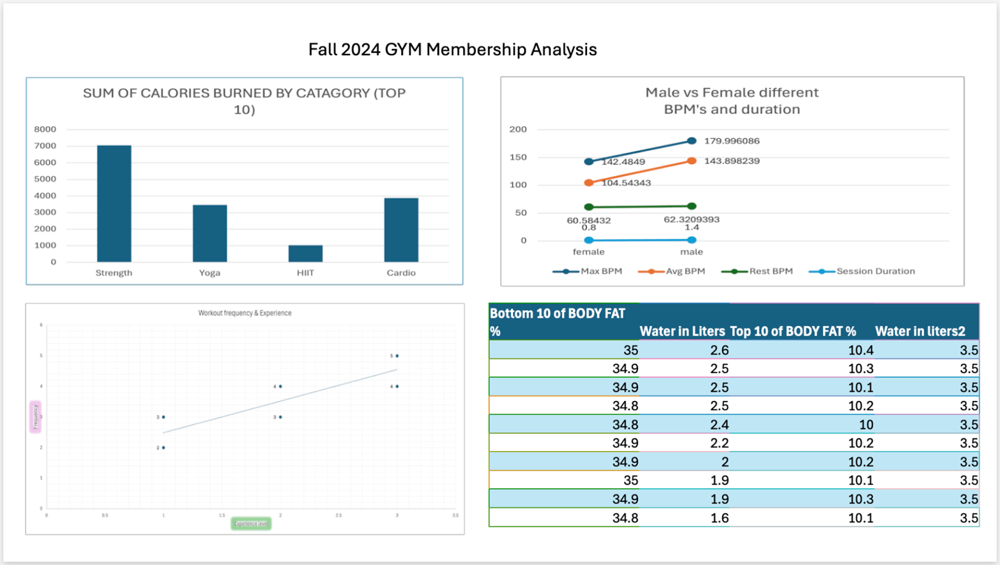 Fall 2024 GYM Membership Analysis
SUM OF CALORIES BURNED BY CATAGORY (TOP
10)
8000
7000
6000
5000
4000
3000
2000
1000
0
Strength Yoga HIIT Cardio
Male vs Female different
BPM's and duration
200
150
100
50
0
179.996086
142.4849
143.898239
104.54343
60.58432 62.3209393
0.8 1.4
female male
Max BPM Avg BPM Rest BPM Session Duration
Workout frequency & Experience
6
5
4
3
2
1
0
5
4 4
3 3
2
0 0.5 1 1.5 2 2.5 3 3.5
Frequency
Experience level
Bottom 10 of BODY FAT
% Water in Liters Top 10 of BODY FAT % Water in liters2
35 2.6 10.4 3.5
34.9 2.5 10.3 3.5
34.9 2.5 10.1 3.5
34.8 2.5 10.2 3.5
34.8 2.4 10 3.5
34.9 2.2 10.2 3.5
34.9 2 10.2 3.5
35 1.9 10.1 3.5
34.9 1.9 10.3 3.5
34.8 1.6 10.1 3.5